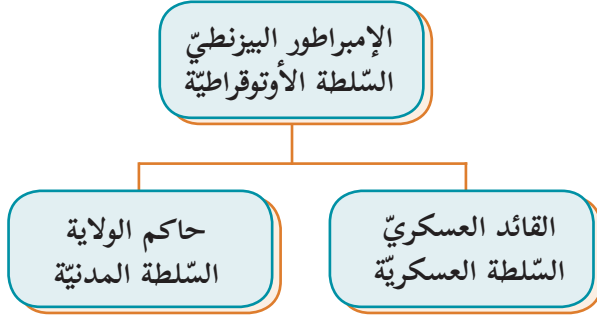 الإمبراطور البيزنطيّ
السّلطة الأوتوقراطيّة
القائد العسكريّ
السّلطة العسكريّة
حاكم الولاية
السّلطة المدنيّة